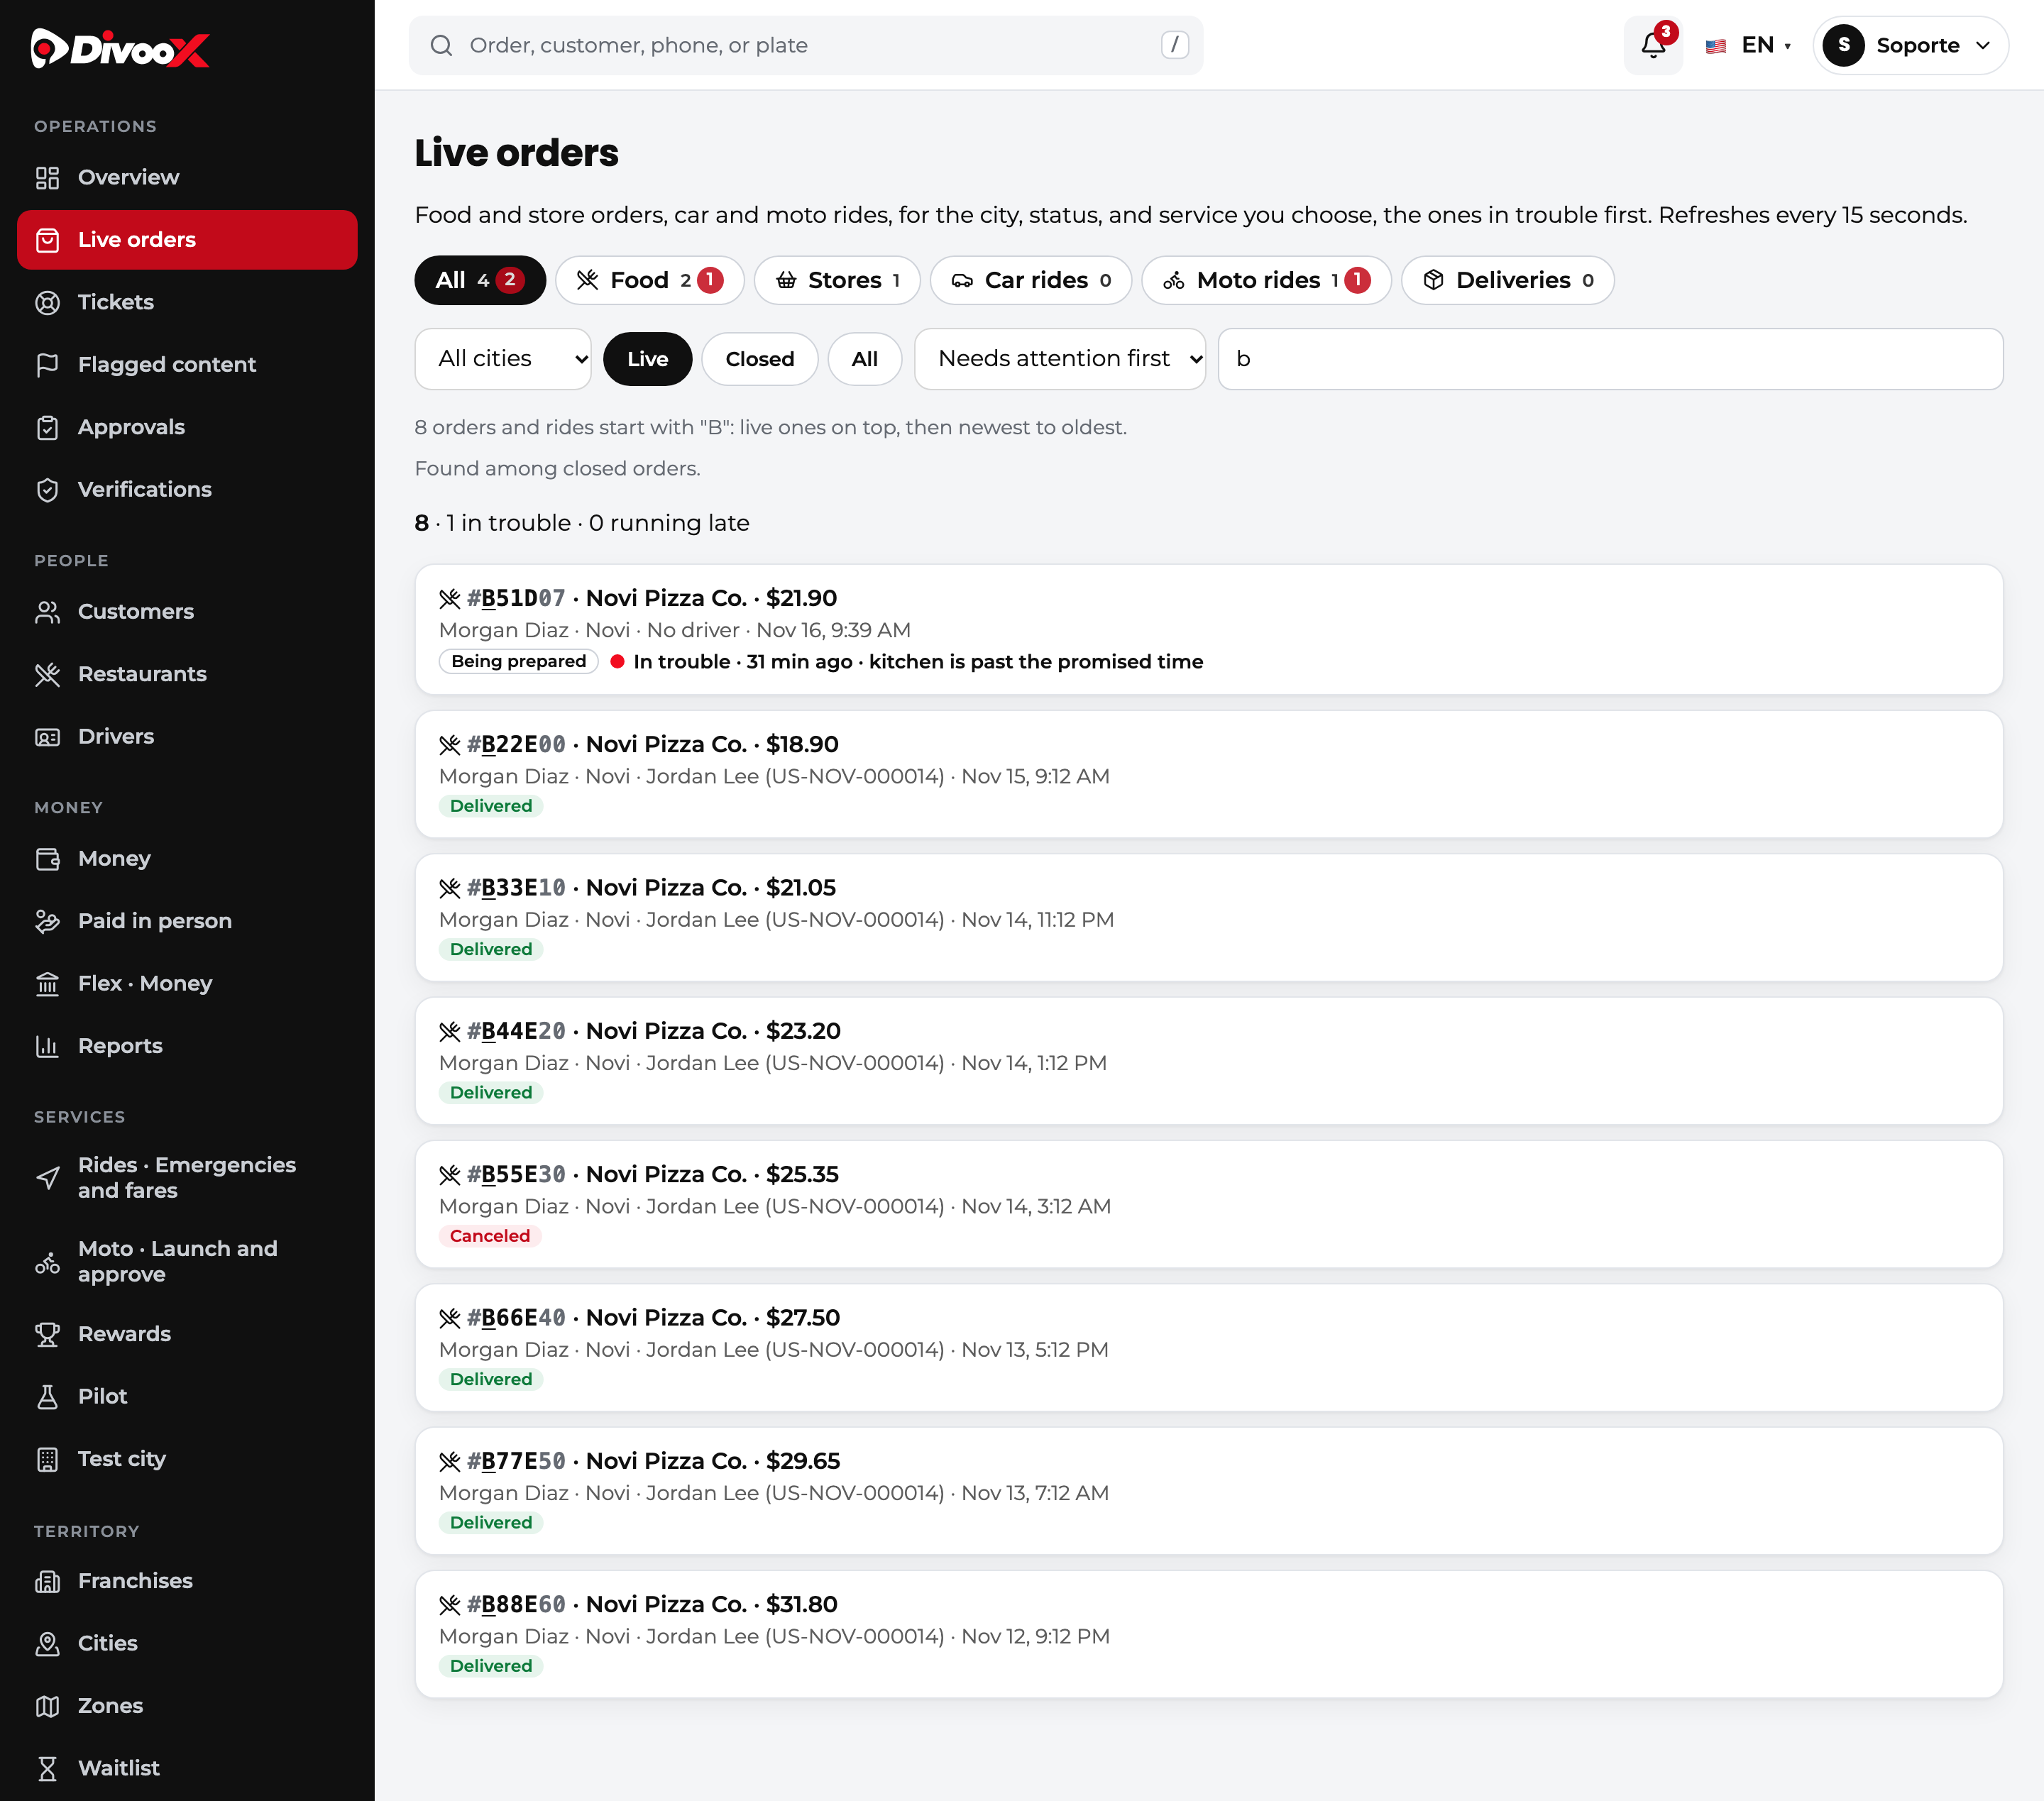 DivooX
OPERATIONS
Overview
Live orders
Tickets
Flagged content
Approvals
Verifications
PEOPLE
Customers
Restaurants
Drivers
MONEY
Money
Paid in person
Flex · Money
Reports
SERVICES
Rides · Emergencies
and fares
Moto · Launch and
approve
Rewards
Pilot
Test city
TERRITORY
Franchises
Cities
Zones
Waitlist
Order, customer, phone, or plate /
3 EN S Soporte
Live orders
Food and store orders, car and moto rides, for the city, status, and service you choose, the ones in trouble first. Refreshes every 15 seconds.
All 4 2 Food 2 1 Stores 1 Car rides 0 Moto rides 1 1 Deliveries 0
All cities Live Closed All Needs attention first b
8 orders and rides start with "B": live ones on top, then newest to oldest.
Found among closed orders.
8 · 1 in trouble · 0 running late
#B51D07 · Novi Pizza Co. · $21.90
Morgan Diaz · Novi · No driver · Nov 16, 9:39 AM
Being prepared In trouble · 31 min ago · kitchen is past the promised time
#B22E00 · Novi Pizza Co. · $18.90
Morgan Diaz · Novi · Jordan Lee (US-NOV-000014) · Nov 15, 9:12 AM
Delivered
#B33E10 · Novi Pizza Co. · $21.05
Morgan Diaz · Novi · Jordan Lee (US-NOV-000014) · Nov 14, 11:12 PM
Delivered
#B44E20 · Novi Pizza Co. · $23.20
Morgan Diaz · Novi · Jordan Lee (US-NOV-000014) · Nov 14, 1:12 PM
Delivered
#B55E30 · Novi Pizza Co. · $25.35
Morgan Diaz · Novi · Jordan Lee (US-NOV-000014) · Nov 14, 3:12 AM
Canceled
#B66E40 · Novi Pizza Co. · $27.50
Morgan Diaz · Novi · Jordan Lee (US-NOV-000014) · Nov 13, 5:12 PM
Delivered
#B77E50 · Novi Pizza Co. · $29.65
Morgan Diaz · Novi · Jordan Lee (US-NOV-000014) · Nov 13, 7:12 AM
Delivered
#B88E60 · Novi Pizza Co. · $31.80
Morgan Diaz · Novi · Jordan Lee (US-NOV-000014) · Nov 12, 9:12 PM
Delivered